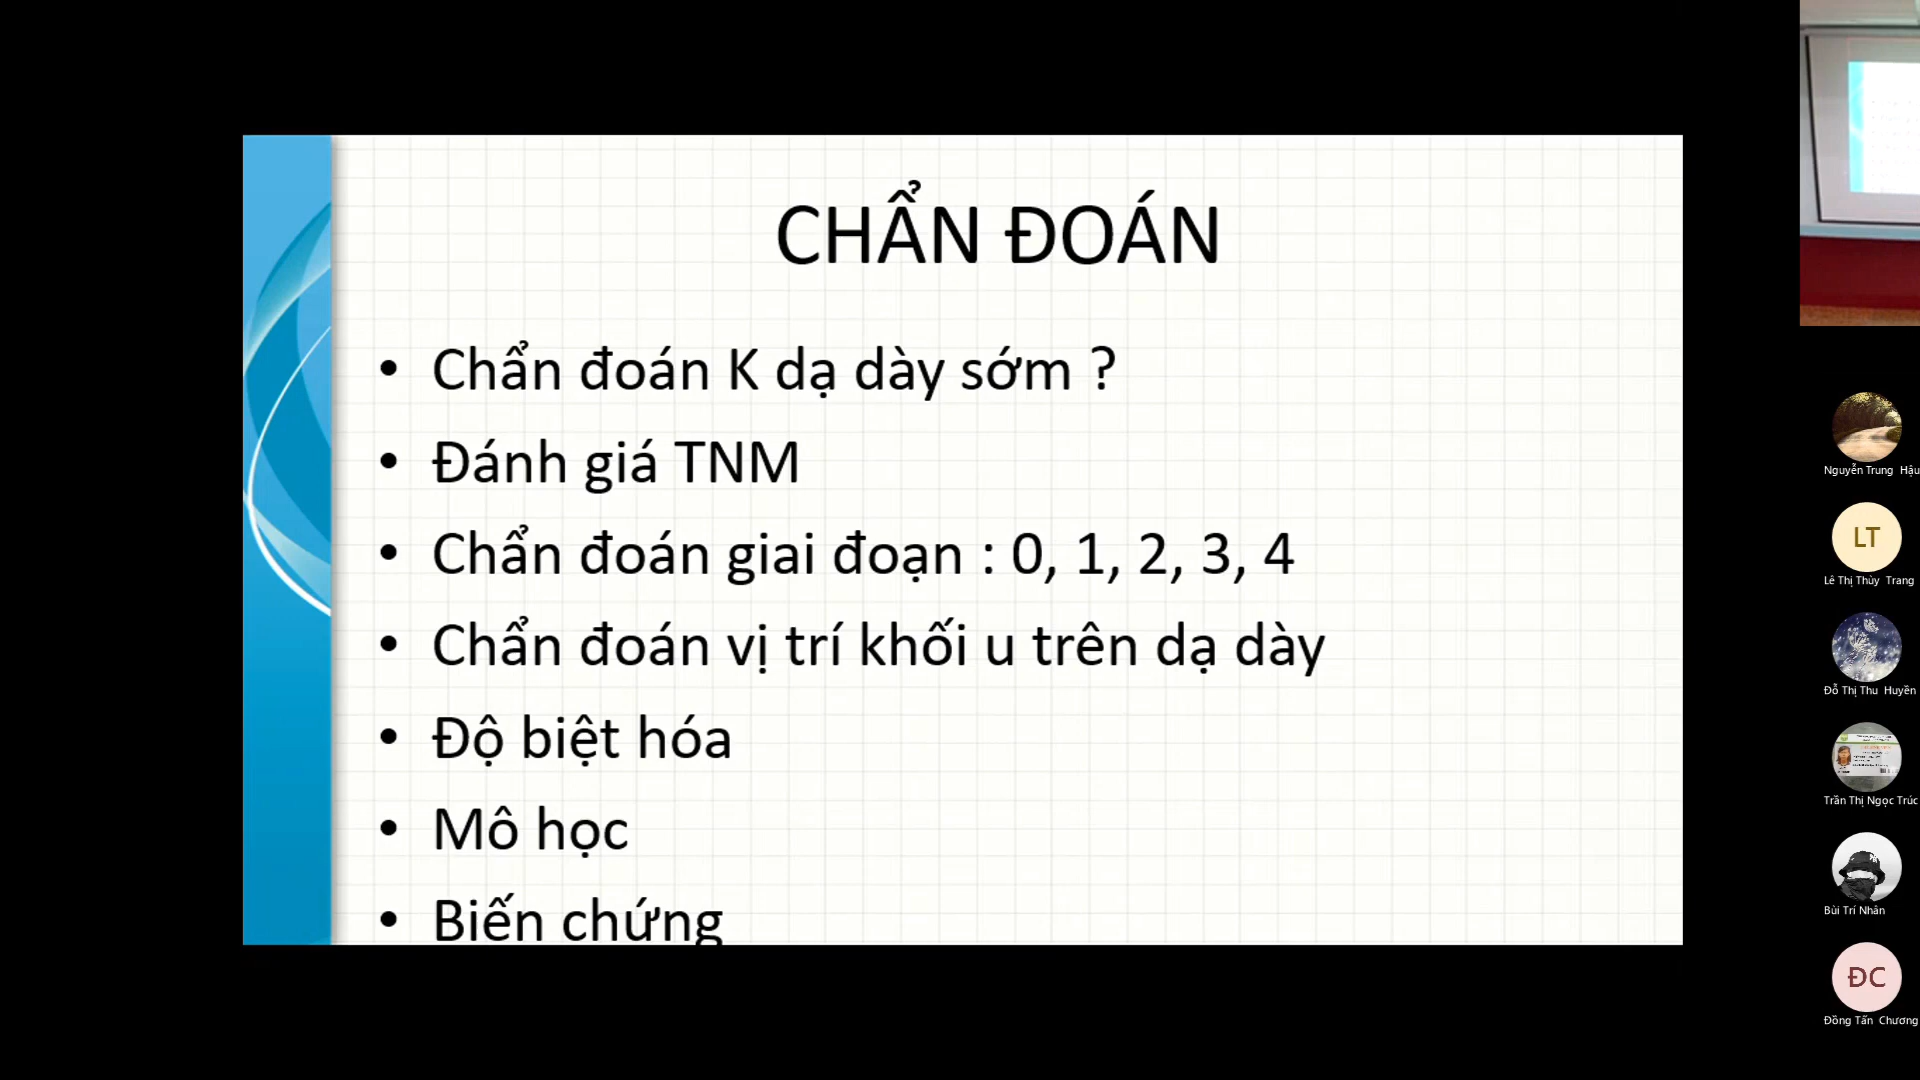 CHẨN ĐOÁN
• Chẩn đoán K dạ dày sớm ?
• Đánh giá TNM
• Chẩn đoán giai đoạn : 0, 1, 2, 3, 4
• Chẩn đoán vị trí khối u trên dạ dày
• Độ biệt hóa
• Mô học
• Biến chứng
Nguyễn Trung Hậu
LT
Lê Thị Thùy Trang
Đỗ Thị Thu Huyền
Trần Thị Ngọc Trúc
Bùi Trí Nhân
ĐC
Đồng Tấn Chương